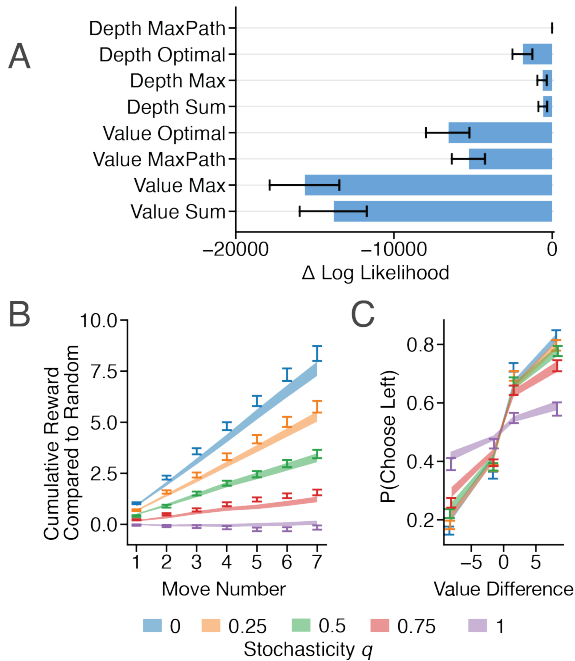 A
Depth MaxPath
Depth Optimal
Depth Max
Depth Sum
Value Optimal
Value MaxPath
Value Max
Value Sum
−20000 −10000 0
Δ Log Likelihood
B
Cumulative Reward
Compared to Random
10.0
7.5
5.0
2.5
0.0
1 2 3 4 5 6 7
Move Number
C
P(Choose Left)
0.8
0.6
0.4
0.2
−5 0 5
Value Difference
0 0.25 0.5 0.75 1
Stochasticity q